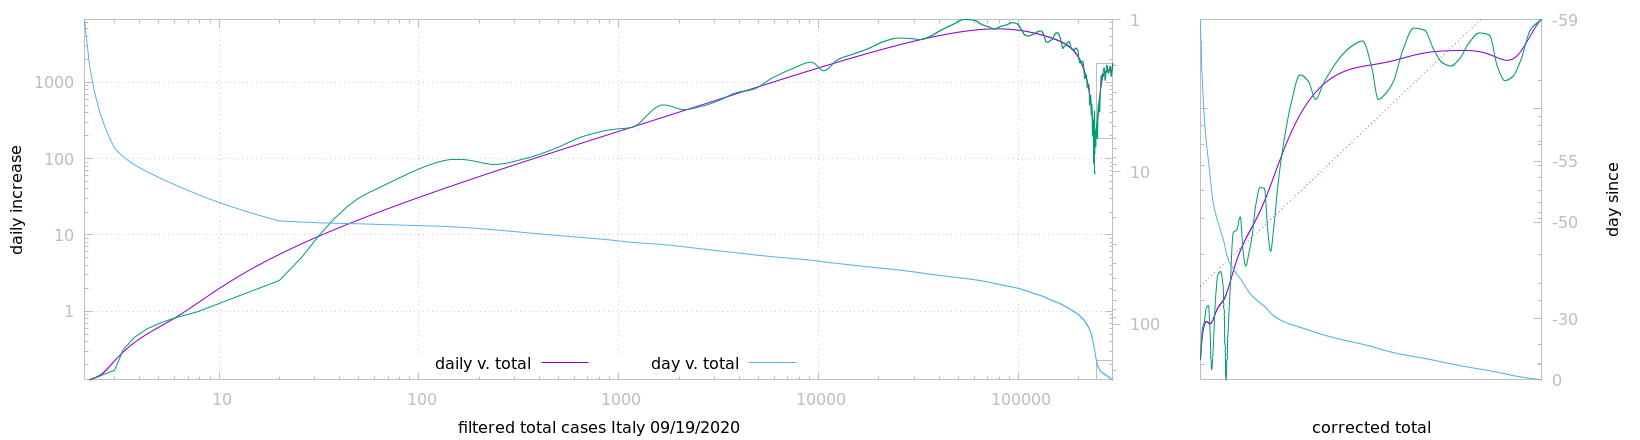 daily increase
1000
100
10
1
daily v. total
day v. total
10
100
1000
10000
100000
filtered total cases Italy 09/19/2020
1
10
100
-59
-55
-50
-30
0
day since
corrected total